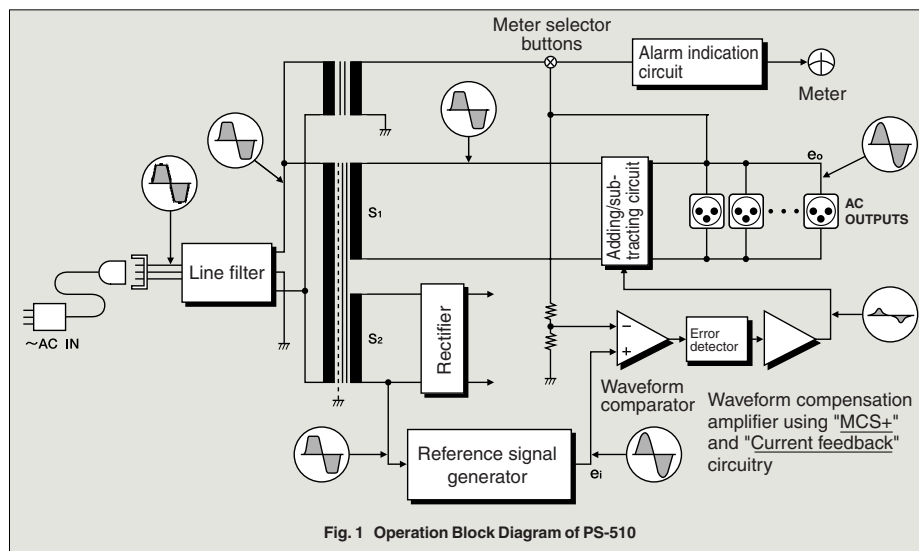 Meter selector
buttons
Alarm indication
circuit
Meter
eo
Adding/sub-
tracting circuit
AC
OUTPUTS
S1
Line filter
~AC IN
S2
Rectifier
−
+
Error
detector
Waveform
comparator
Waveform compensation
amplifier using "MCS+"
and "Current feedback"
circuitry
Reference signal
generator
ei
Fig. 1 Operation Block Diagram of PS-510